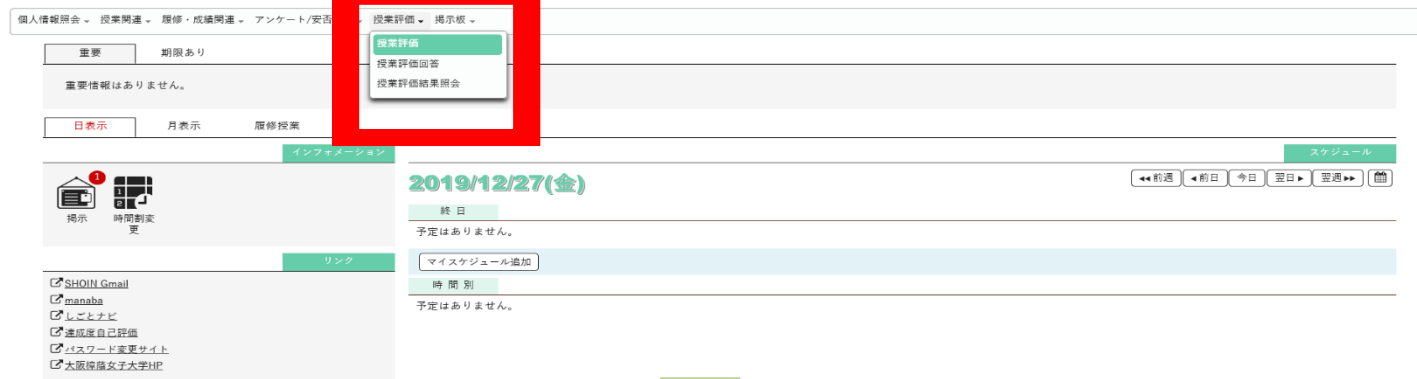 個人情報照会 授業関連 履修・成績関連 アンケート/安否 授業評価 掲示板
授業評価
授業評価回答
授業評価結果照会
重要 期限あり
重要情報はありません。
日表示 月表示 履修授業
インフォメーション
1
掲示
時間割変
更
リンク
SHOIN Gmail
manaba
しごとナビ
達成度自己評価
パスワード変更サイト
大阪樟蔭女子大学HP
スケジュール
2019/12/27(金)
前週 前日 今日 翌日 翌週
終日
予定はありません。
マイスケジュール追加
時間別
予定はありません。